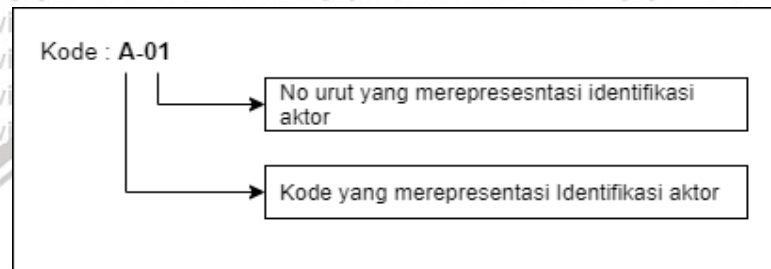 Kode : A-01
No urut yang merepresesntasi identifikasi
aktor
Kode yang merepresentasi Identifikasi aktor